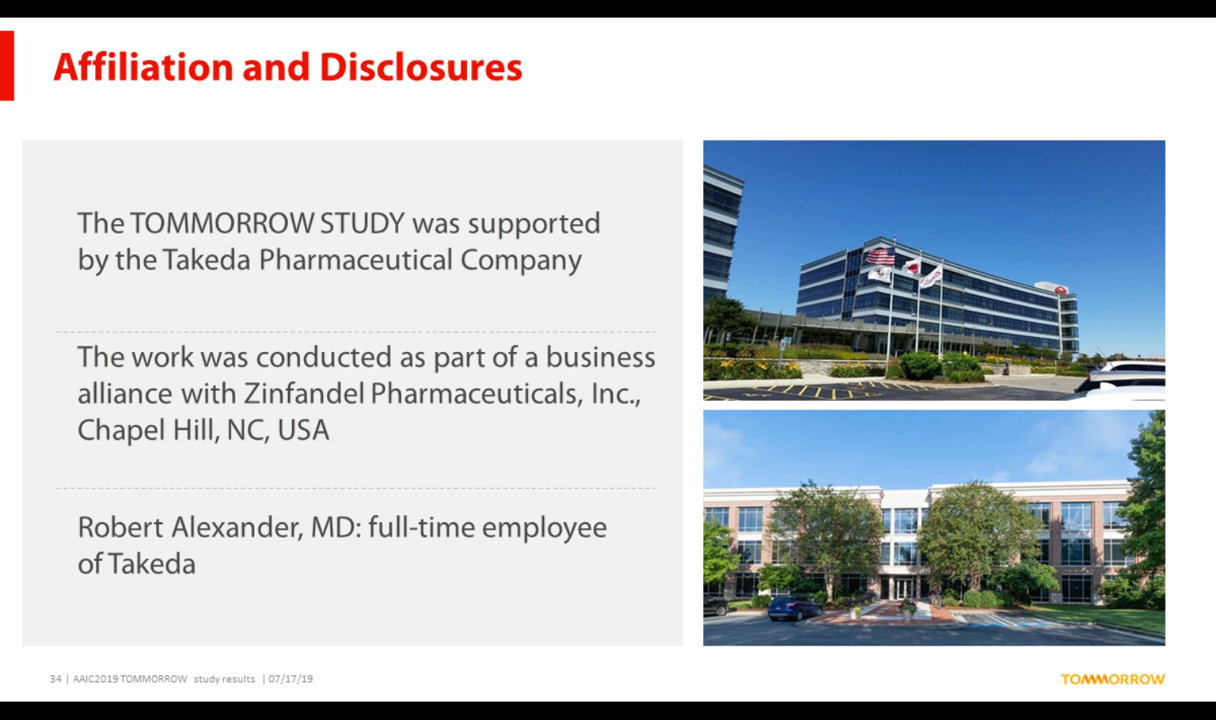 Affiliation and Disclosures
The TOMMORROW STUDY was supported
by the Takeda Pharmaceutical Company
The work was conducted as part of a business
alliance with Zinfandel Pharmaceuticals, Inc.,
Chapel Hill, NC, USA
Robert Alexander, MD: full-time employee
of Takeda
34 | AAIC2019 TOMMORROW study results | 07/17/19
TOMMORROW